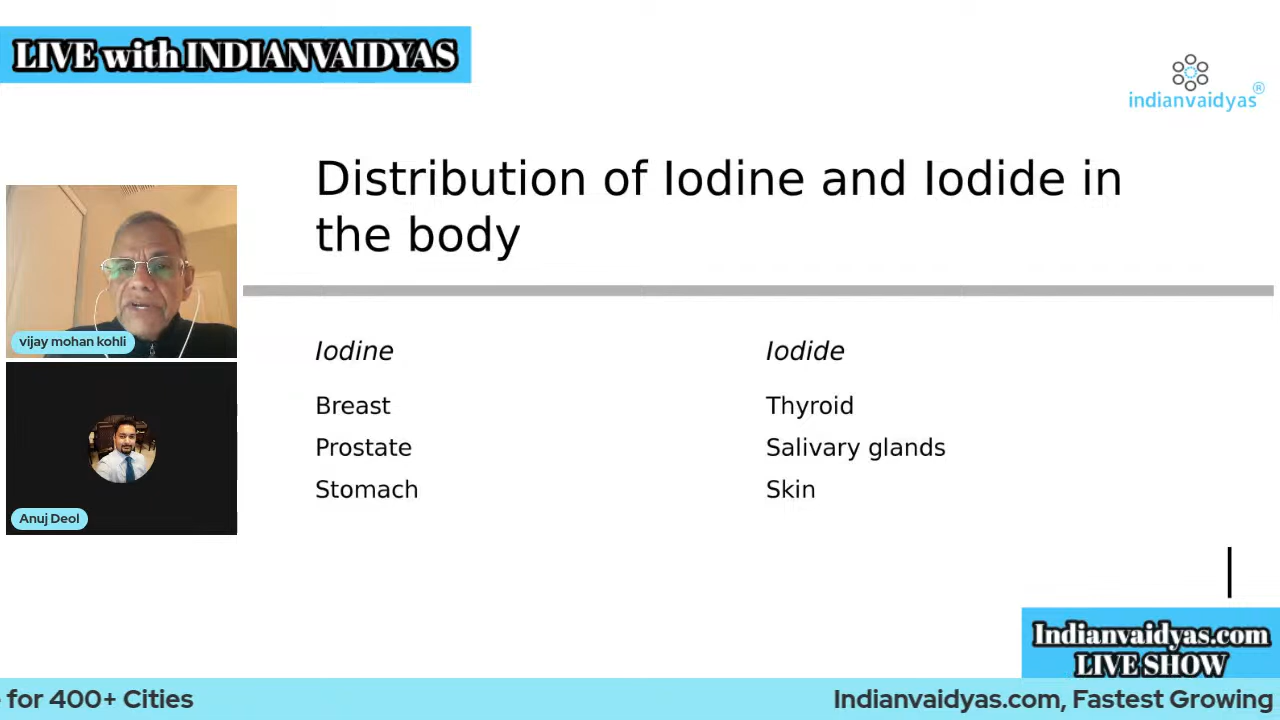 LIVE with INDIANVAIDYAS
indianvaidyas®
Distribution of Iodine and Iodide in
the body
vijay mohan kohli
Anuj Deol
Iodine
Breast
Prostate
Stomach
Iodide
Thyroid
Salivary glands
Skin
Indianvaidyas.com
LIVE SHOW
for 400+ Cities
Indianvaidyas.com, Fastest Growing